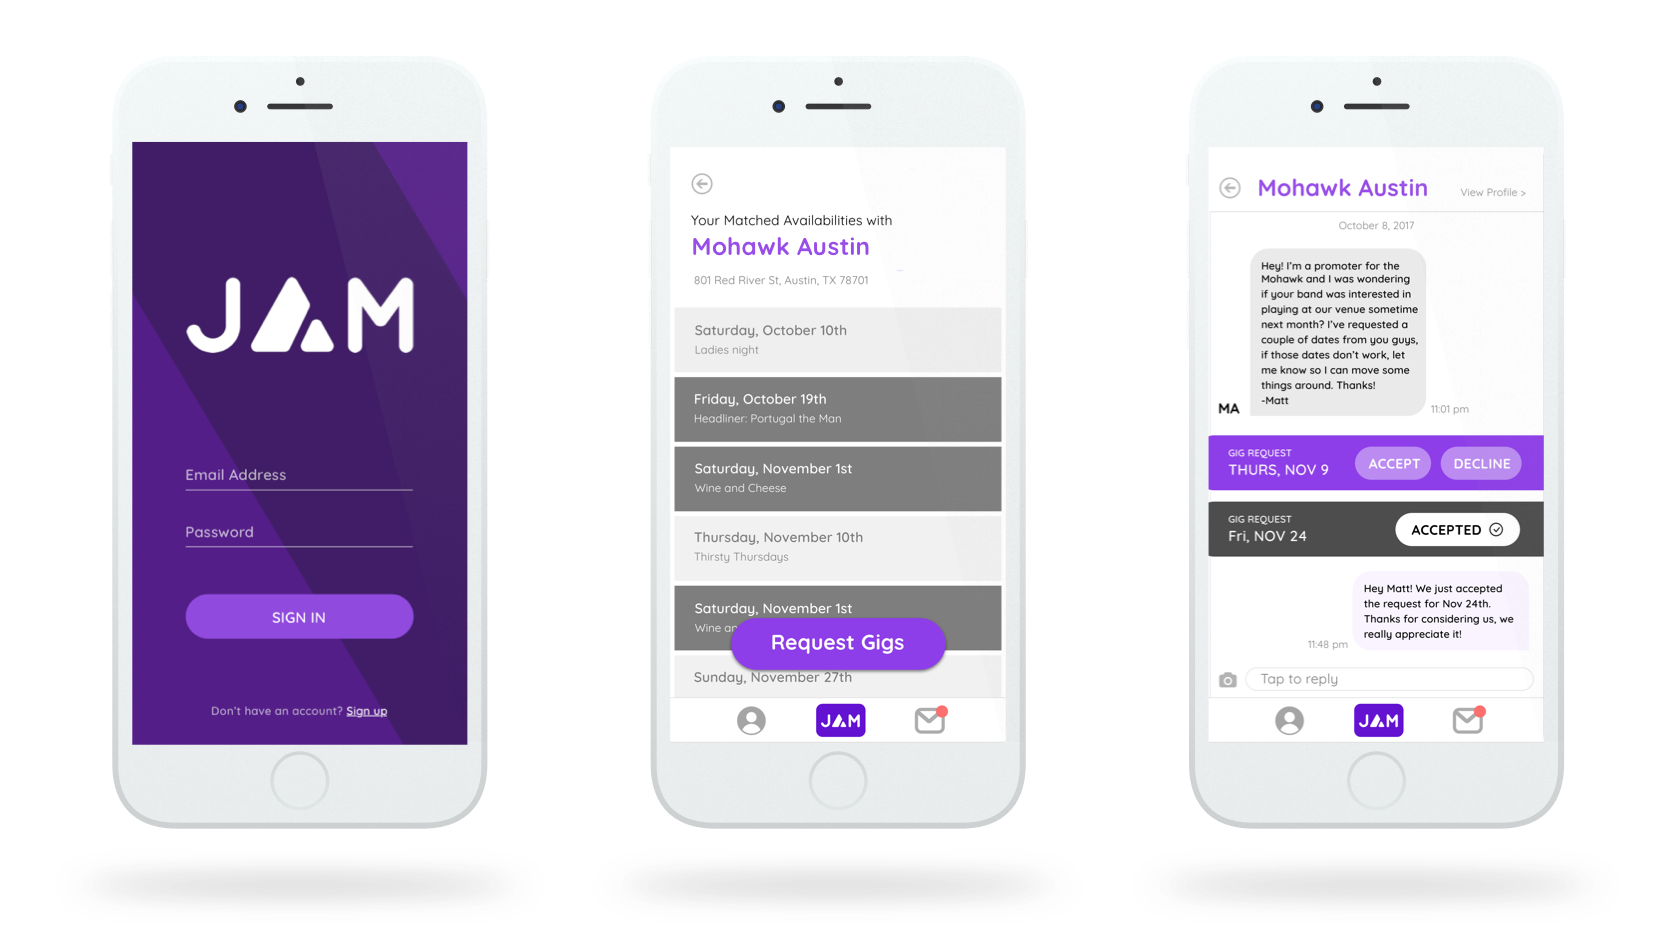 JAM
Email Address
Password
SIGN IN
Don't have an account? Sign up
Your Matched Availabilities with
Mohawk Austin
801 Red River St, Austin, TX 78701
Saturday, October 10th
Ladies night
Friday, October 19th
Headliner: Portugal the Man
Saturday, November 1st
Wine and Cheese
Thursday, November 10th
Thirsty Thursdays
Saturday, November 1st
Wine an
Request Gigs
Sunday, November 27th
JAM
Mohawk Austin
View Profile >
October 8, 2017
Hey! I'm a promoter for the
Mohawk and I was wondering
if your band was interested in
playing at our venue sometime
next month? I've requested a
couple of dates from you guys,
if those dates don't work, let
me know so I can move some
things around. Thanks!
-Matt
MA
11:01 pm
GIG REQUEST
THURS, NOV 9
ACCEPT
DECLINE
GIG REQUEST
Fri, NOV 24
ACCEPTED
Hey Matt! We just accepted
the request for Nov 24th.
Thanks for considering us, we
really appreciate it!
11:48 pm
Tap to reply
JAM